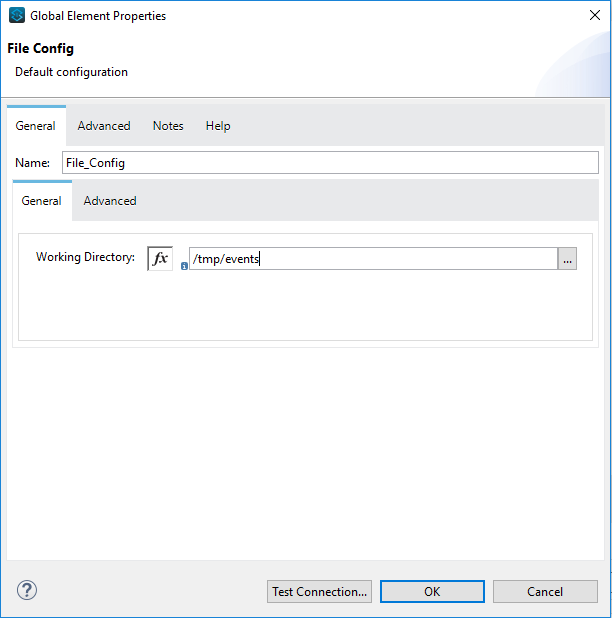 Global Element Properties
File Config
Default configuration
General Advanced Notes Help
Name: File_Config
General Advanced
Working Directory: fx i /tmp/events ...
? Test Connection... OK Cancel